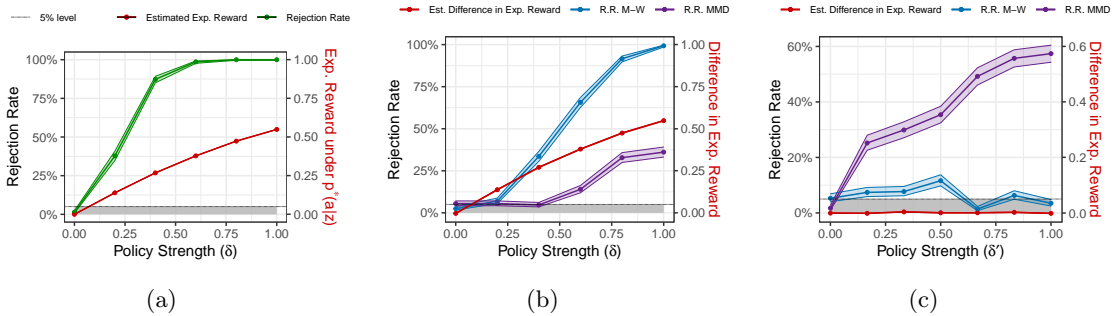 5% level Estimated Exp. Reward Rejection Rate
100%
75%
50%
25%
0%
Rejection Rate
1.00
0.75
0.50
0.25
0.00
Exp. Reward under p*(a|z)
0.00 0.25 0.50 0.75 1.00
Policy Strength (δ)
(a)
Est. Difference in Exp. Reward R.R. M−W R.R. MMD
100%
75%
50%
25%
0%
Rejection Rate
1.00
0.75
0.50
0.25
0.00
Difference in Exp. Reward
0.00 0.25 0.50 0.75 1.00
Policy Strength (δ)
(b)
Est. Difference in Exp. Reward R.R. M−W R.R. MMD
60%
40%
20%
0%
Rejection Rate
0.6
0.4
0.2
0.0
Difference in Exp. Reward
0.00 0.25 0.50 0.75 1.00
Policy Strength (δ')
(c)